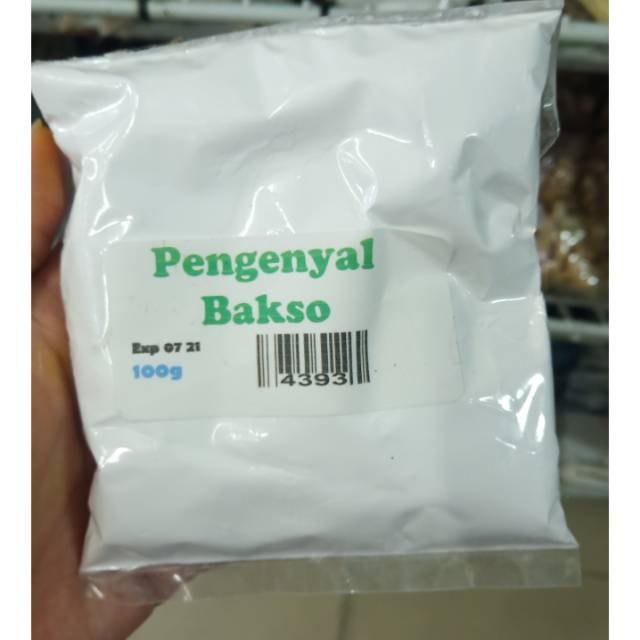 Pengenyal
Bakso
Exp 07 21
100g
4393